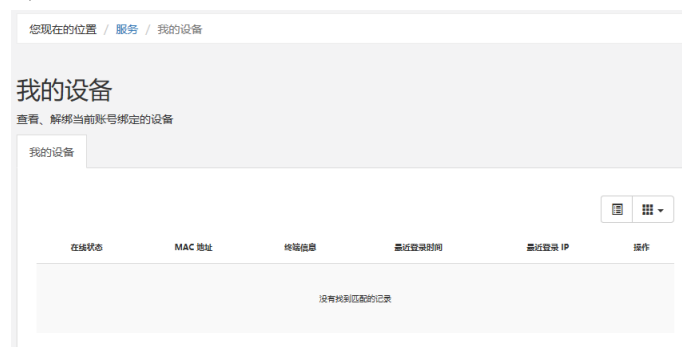 您现在的位置 / 服务 / 我的设备
我的设备
查看、解绑当前账号绑定的设备
我的设备
在线状态 MAC 地址 终端信息 最近登录时间 最近登录 IP 操作
没有找到匹配的记录